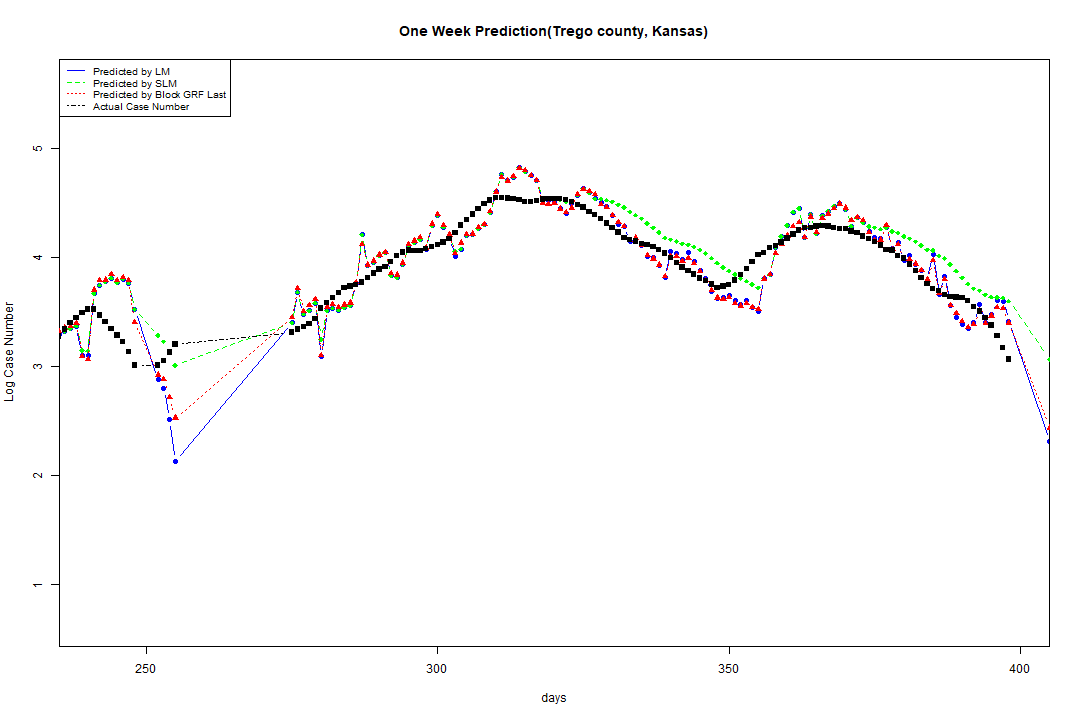 One Week Prediction(Trego county, Kansas)
Predicted by LM
Predicted by SLM
Predicted by Block GRF Last
Actual Case Number
5
4
3
2
1
Log Case Number
250
300
350
400
days